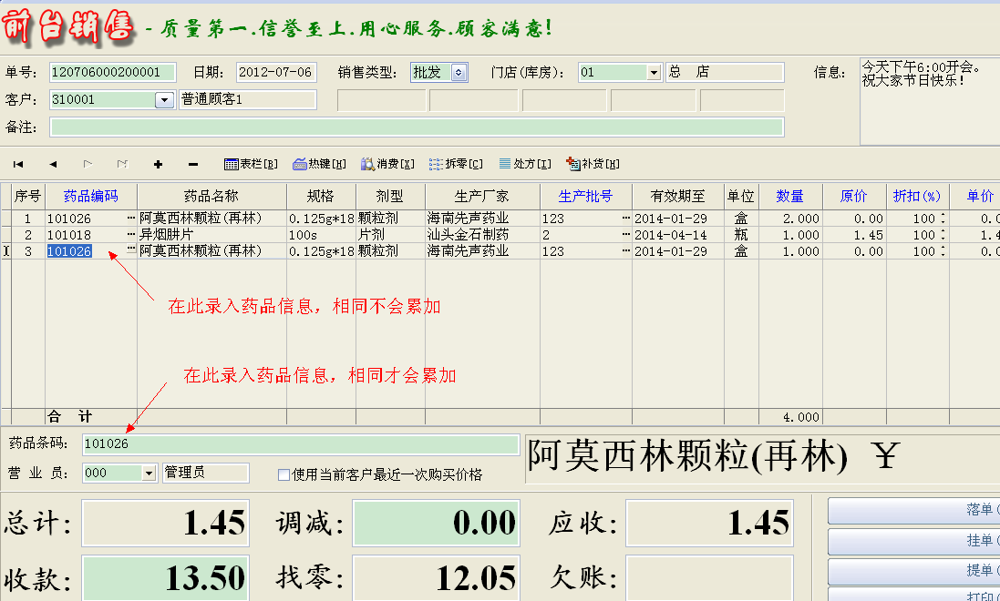 前台销售 - 质量第一.信誉至上.用心服务.顾客满意!
单号: 120706000200001 日期: 2012-07-06 销售类型: 批发 门店(库房): 01 总 店 信息: 今天下午6:00开会。
祝大家节日快乐!
客户: 310001 普通顾客1
备注:
表栏[B] 热键[H] 消费[X] 拆零[C] 处方[I] 补货[H]
序号 药品编码 药品名称 规格 剂型 生产厂家 生产批号 有效期至 单位 数量 原价 折扣(%) 单价
1 101026 ··· 阿莫西林颗粒(再林) 0.125g*18 颗粒剂 海南先声药业 123 ··· 2014-01-29 盒 2.000 0.00 100 0.0
2 101018 ··· 异烟肼片 100s 片剂 汕头金石制药 2 ··· 2014-04-14 瓶 1.000 1.45 100 1.4
3 101026 ··· 阿莫西林颗粒(再林) 0.125g*18 颗粒剂 海南先声药业 123 ··· 2014-01-29 盒 1.000 0.00 100 0.0
在此录入药品信息，相同不会累加
在此录入药品信息，相同才会累加
合 计 4.000
药品条码: 101026
阿莫西林颗粒(再林) ￥
营 业 员: 000 管理员 使用当前客户最近一次购买价格
总计: 1.45 调减: 0.00 应收: 1.45
收款: 13.50 找零: 12.05 欠账:
落单(
挂单(
提单(
打印(